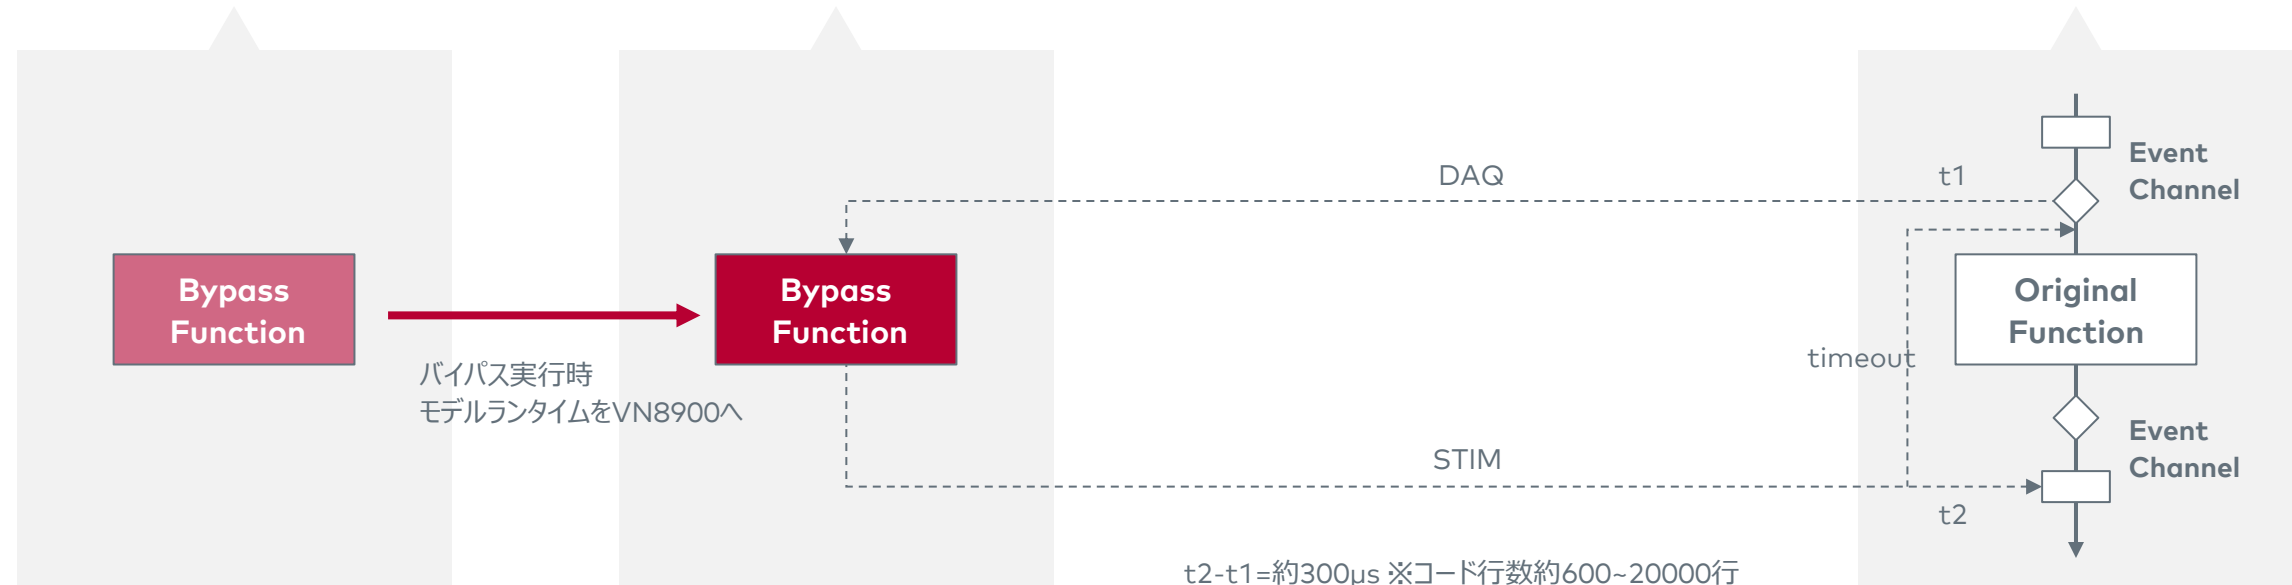 Bypass
Function
バイパス実行時
モデルランタイムをVN8900へ
Bypass
Function
DAQ
STIM
t1
Event
Channel
Original
Function
timeout
Event
Channel
t2
t2-t1=約300μs ※コード行数約600~20000行